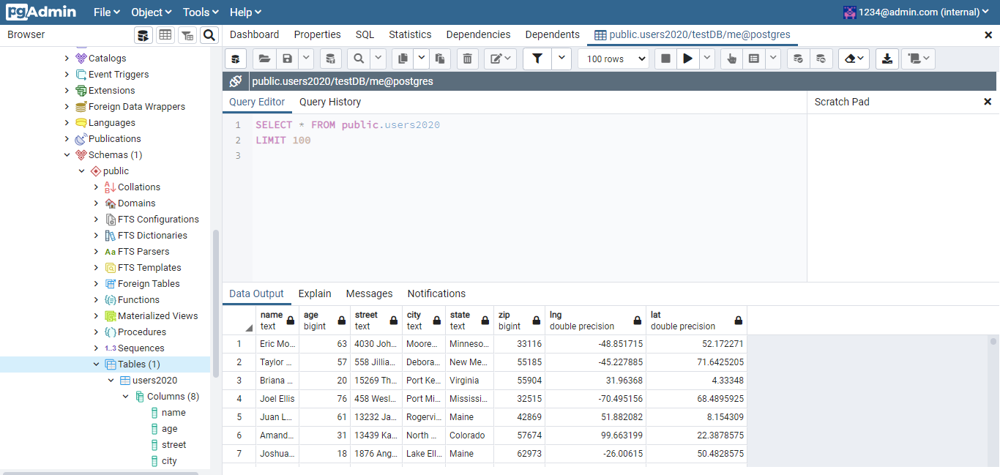 pgAdmin File Object Tools Help 1234@admin.com (internal)
Browser Dashboard Properties SQL Statistics Dependencies Dependents public.users2020/testDB/me@postgres
100 rows
public.users2020/testDB/me@postgres
Catalogs
Event Triggers
Extensions
Foreign Data Wrappers
Languages
Publications
Schemas (1)
public
Collations
Domains
FTS Configurations
FTS Dictionaries
Aa FTS Parsers
FTS Templates
Foreign Tables
Functions
Materialized Views
Procedures
1..3 Sequences
Tables (1)
users2020
Columns (8)
name
age
street
city
Query Editor Query History
Scratch Pad
1 SELECT * FROM public.users2020
2 LIMIT 100
3
Data Output Explain Messages Notifications
name age street city state zip lng lat
text bigint text text text bigint double precision double precision
1 Eric Mo... 63 4030 Joh... Moore... Minneso... 33116 -48.851715 52.172271
2 Taylor ... 57 558 Jillia... Debora... New Me... 55185 -45.227885 71.6425205
3 Briana ... 20 15269 Th... Port Ke... Virginia 55904 31.96368 4.33348
4 Joel Ellis 76 458 Wesl... Port Mi... Mississi... 32515 -70.495156 68.4895925
5 Juan L... 61 13232 Ja... Rogervi... Maine 42869 51.882082 8.154309
6 Amand... 31 13439 Ka... North ... Colorado 57674 99.663199 22.3878575
7 Joshua... 18 1876 Ang... Lake Ell... Maine 62973 -26.00615 50.4828575